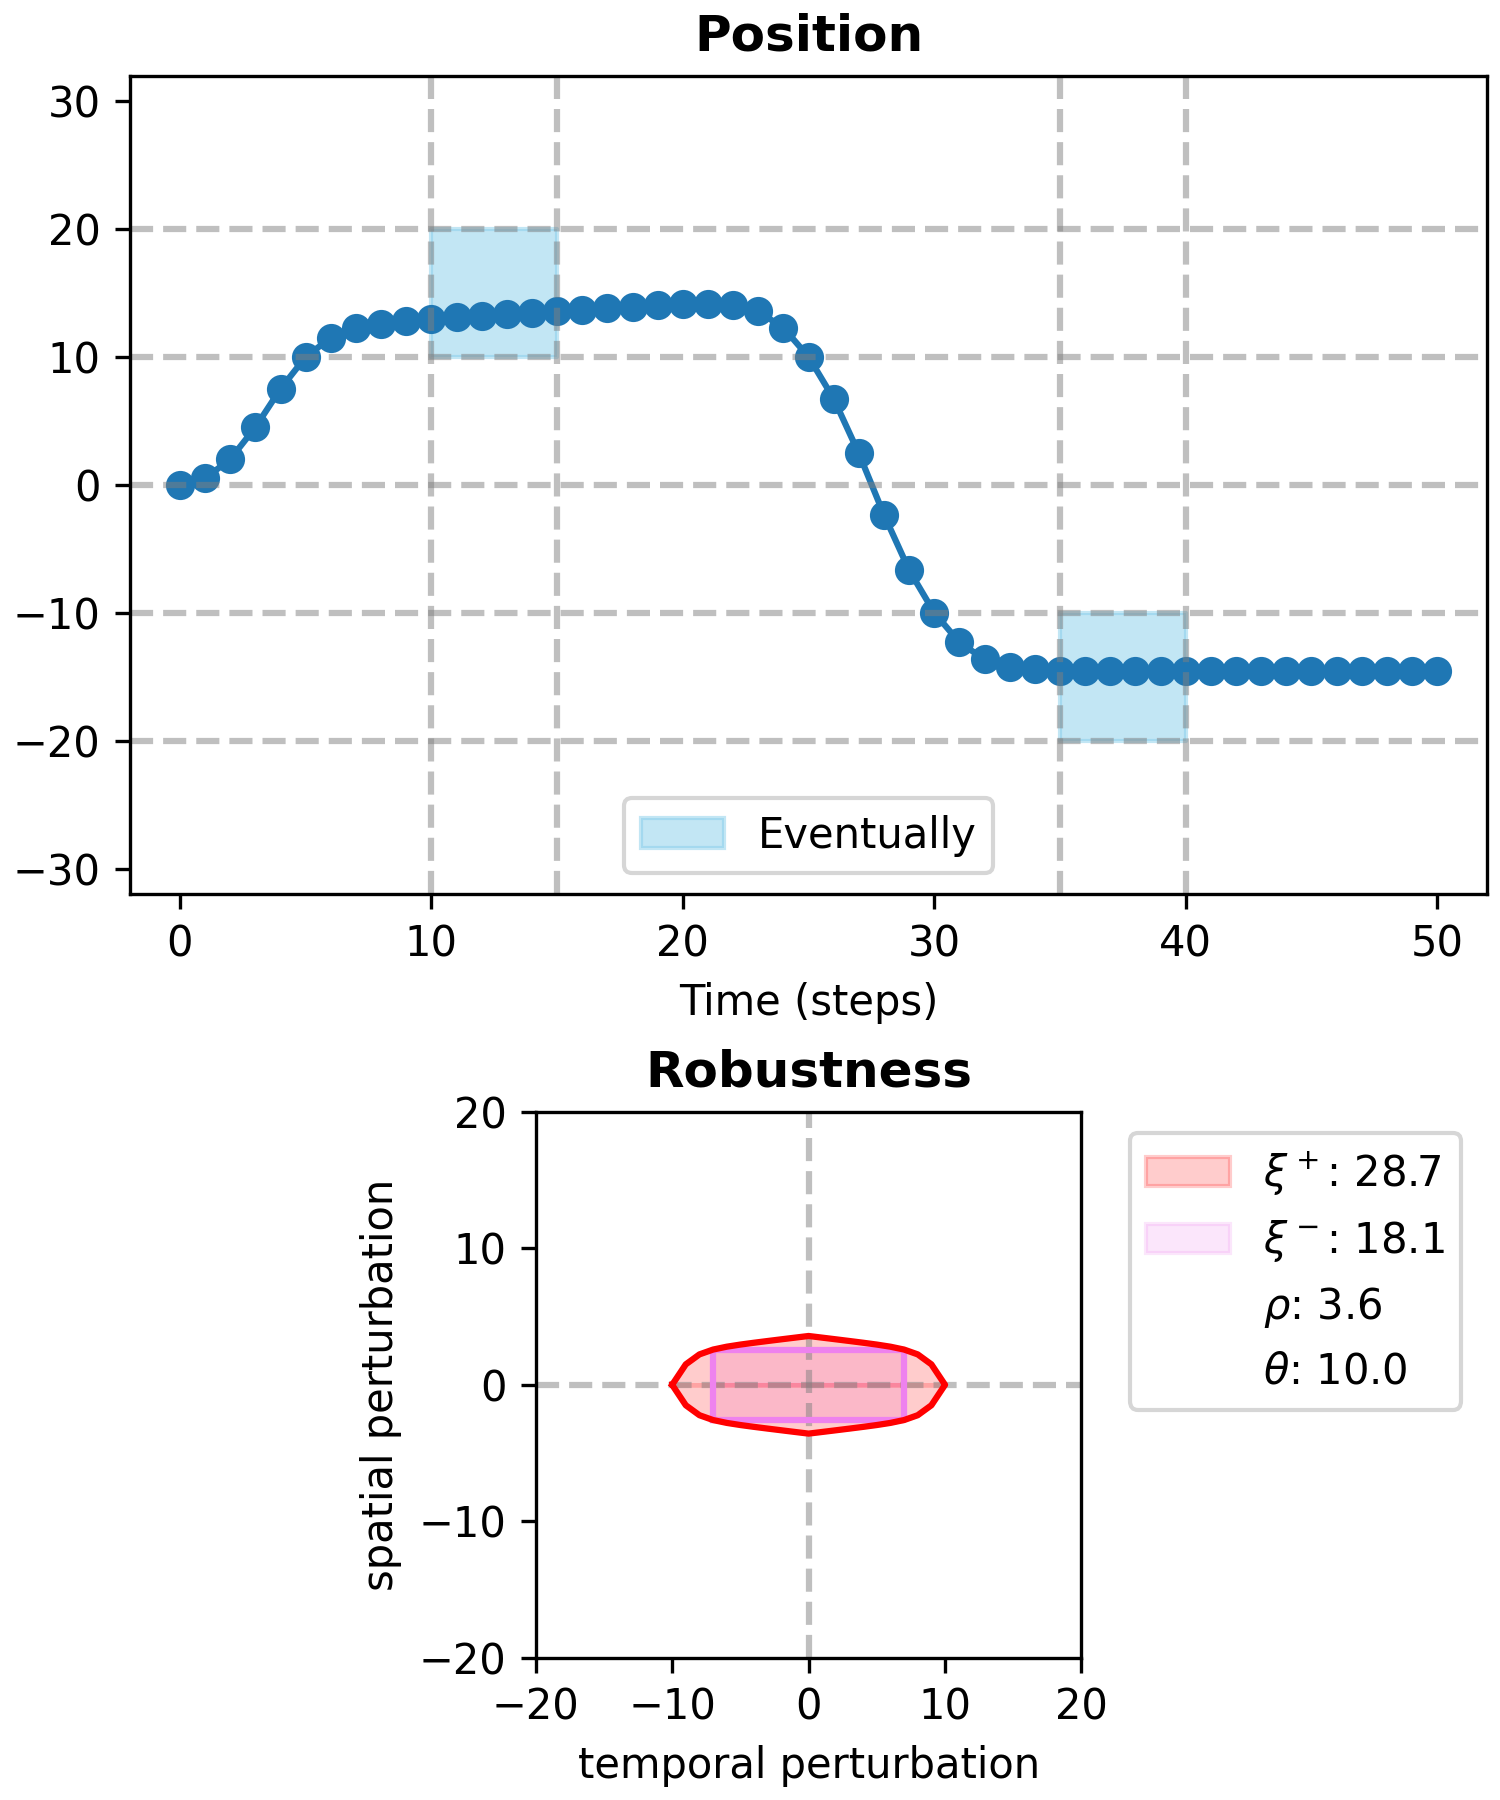 Position
30
20
10
0
−10
−20
−30
Eventually
0 10 20 30 40 50
Time (steps)
Robustness
20
10
0
−10
−20
spatial perturbation
−20 −10 0 10 20
temporal perturbation
ξ⁺: 28.7
ξ⁻: 18.1
ρ: 3.6
θ: 10.0